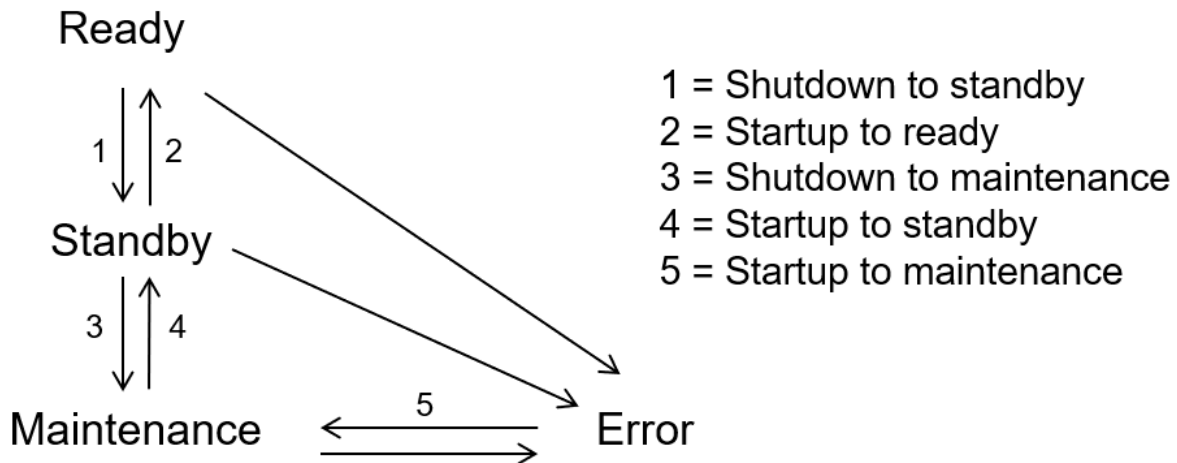 Ready
1 2
Standby
3 4
Maintenance
5
Error
1 = Shutdown to standby
2 = Startup to ready
3 = Shutdown to maintenance
4 = Startup to standby
5 = Startup to maintenance